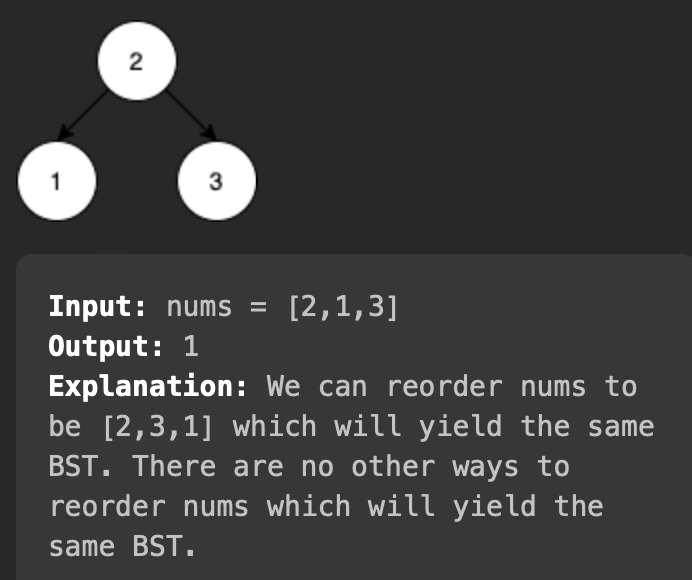 2
1 3
Input: nums = [2,1,3]
Output: 1
Explanation: We can reorder nums to
be [2,3,1] which will yield the same
BST. There are no other ways to
reorder nums which will yield the
same BST.